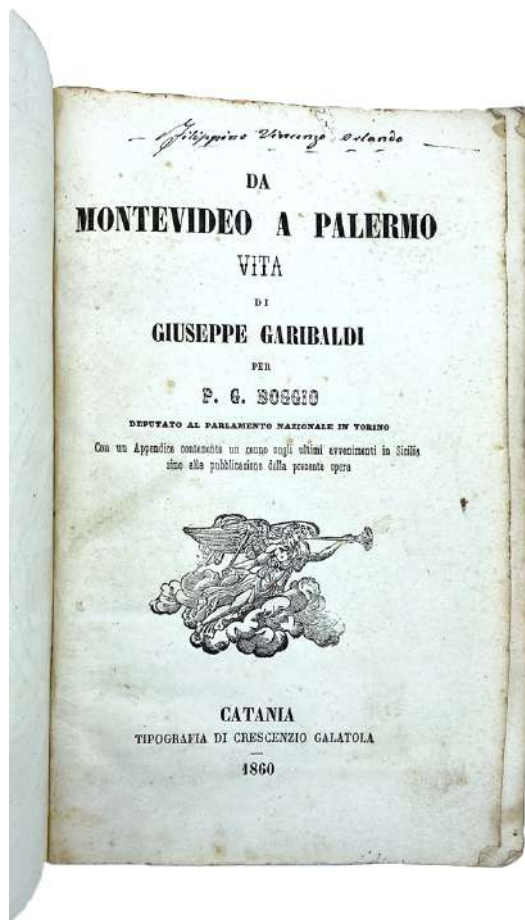 Filippino Vincenzo Orlando
DA
MONTEVIDEO A PALERMO
VITA
DI
GIUSEPPE GARIBALDI
PER
P. G. BOGGIO
DEPUTATO AL PARLAMENTO NAZIONALE IN TORINO
Con un Appendice contenente un cenno sugli ultimi avvenimenti in Sicilia
sino alla pubblicazione della presente opera
CATANIA
TIPOGRAFIA DI CRESCENZIO GALATOLA
1860